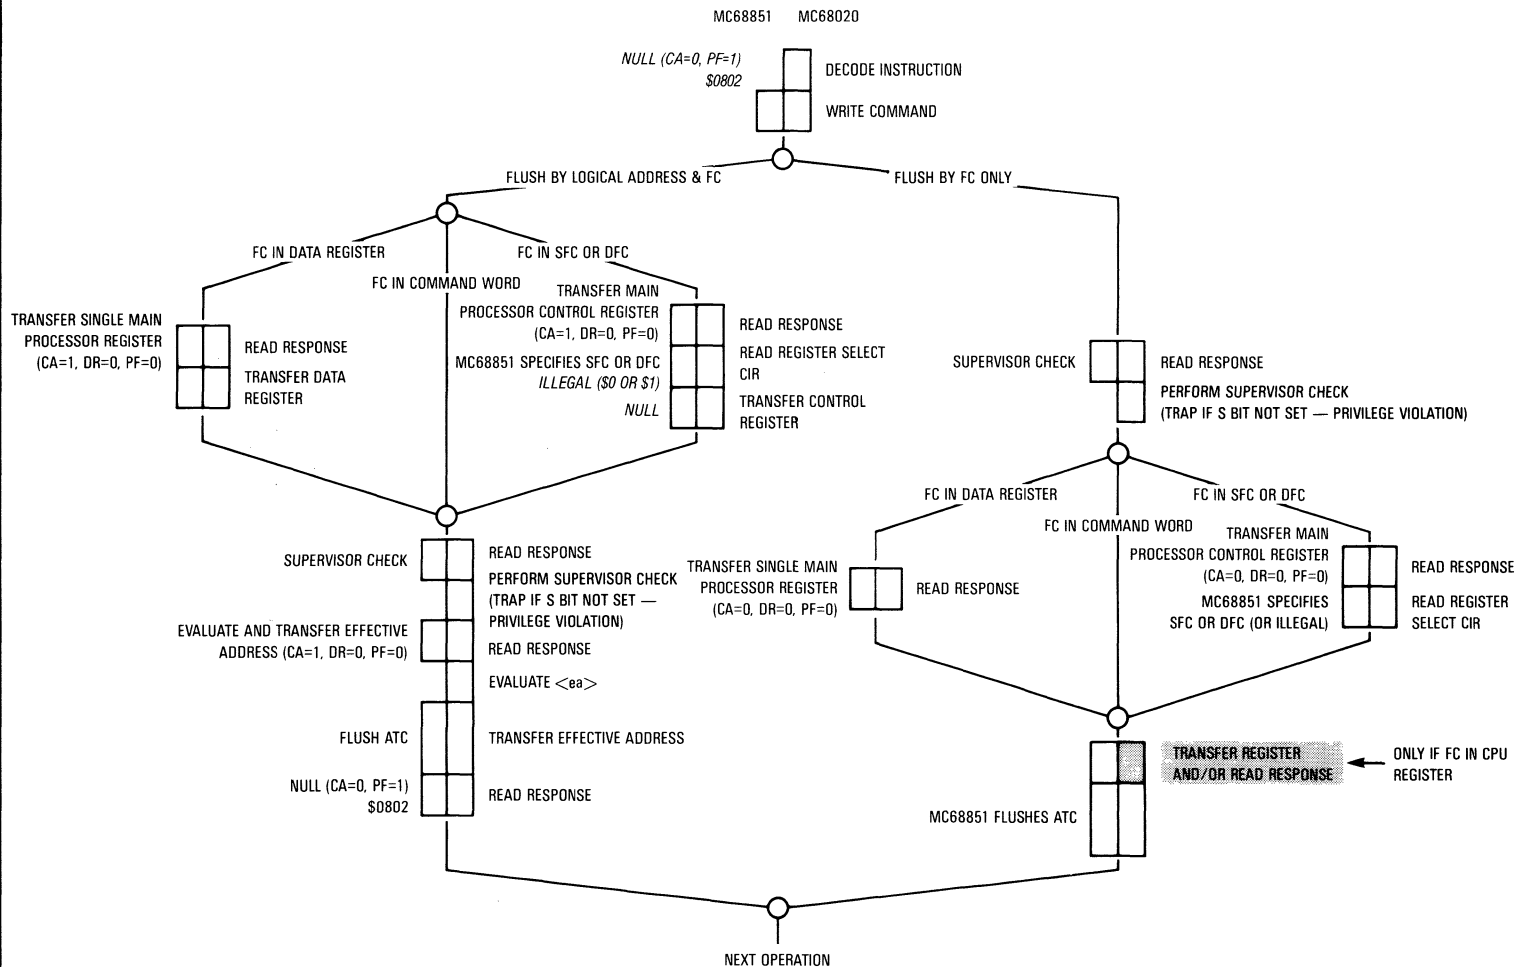 MC68851 MC68020
NULL (CA=0, PF=1)
$0802
DECODE INSTRUCTION
WRITE COMMAND
FLUSH BY LOGICAL ADDRESS & FC
FLUSH BY FC ONLY
FC IN DATA REGISTER
FC IN SFC OR DFC
FC IN COMMAND WORD
TRANSFER SINGLE MAIN
PROCESSOR REGISTER
(CA=1, DR=0, PF=0)
READ RESPONSE
TRANSFER DATA
REGISTER
TRANSFER MAIN
PROCESSOR CONTROL REGISTER
(CA=1, DR=0, PF=0)
MC68851 SPECIFIES SFC OR DFC
ILLEGAL ($0 OR $1)
NULL
READ RESPONSE
READ REGISTER SELECT
CIR
TRANSFER CONTROL
REGISTER
SUPERVISOR CHECK
READ RESPONSE
PERFORM SUPERVISOR CHECK
(TRAP IF S BIT NOT SET — PRIVILEGE VIOLATION)
FC IN DATA REGISTER
FC IN SFC OR DFC
FC IN COMMAND WORD
TRANSFER SINGLE MAIN
PROCESSOR REGISTER
(CA=0, DR=0, PF=0)
READ RESPONSE
TRANSFER MAIN
PROCESSOR CONTROL REGISTER
(CA=0, DR=0, PF=0)
MC68851 SPECIFIES
SFC OR DFC (OR ILLEGAL)
READ RESPONSE
READ REGISTER
SELECT CIR
SUPERVISOR CHECK
READ RESPONSE
PERFORM SUPERVISOR CHECK
(TRAP IF S BIT NOT SET —
PRIVILEGE VIOLATION)
EVALUATE AND TRANSFER EFFECTIVE
ADDRESS (CA=1, DR=0, PF=0)
READ RESPONSE
EVALUATE <ea>
FLUSH ATC
TRANSFER EFFECTIVE ADDRESS
NULL (CA=0, PF=1)
$0802
READ RESPONSE
TRANSFER REGISTER
AND/OR READ RESPONSE
ONLY IF FC IN CPU
REGISTER
MC68851 FLUSHES ATC
NEXT OPERATION